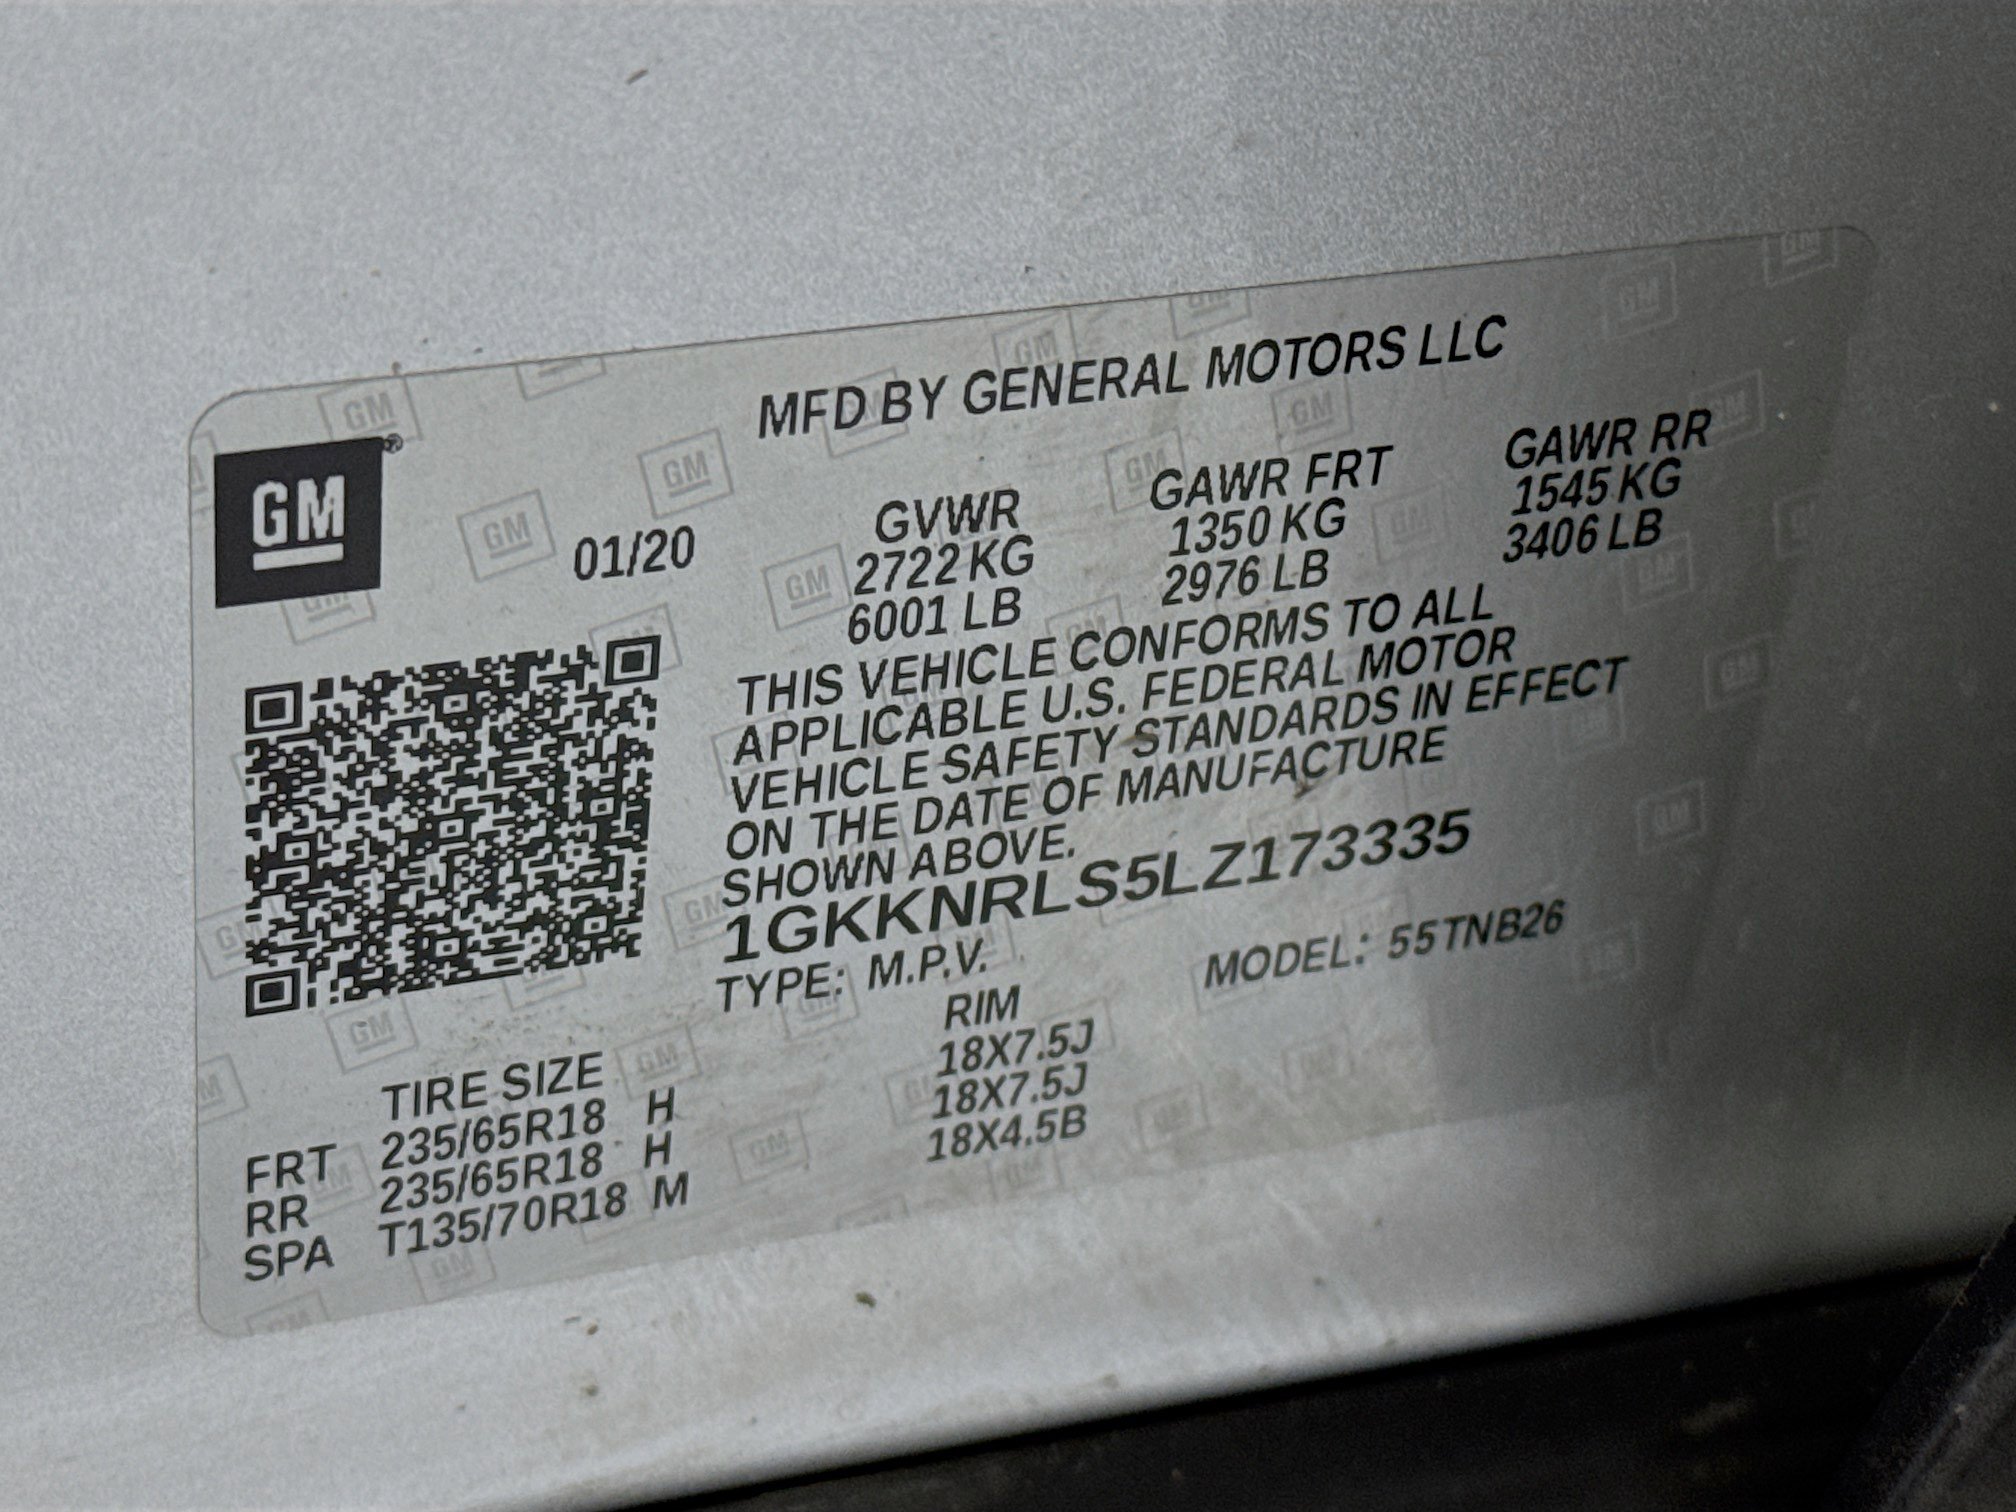 MFD BY GENERAL MOTORS LLC
GM®
01/20
GVWR GAWR FRT GAWR RR
2722 KG 1350 KG 1545 KG
6001 LB 2976 LB 3406 LB
THIS VEHICLE CONFORMS TO ALL
APPLICABLE U.S. FEDERAL MOTOR
VEHICLE SAFETY STANDARDS IN EFFECT
ON THE DATE OF MANUFACTURE
SHOWN ABOVE.
1GKKNRLS5LZ173335
TYPE: M.P.V. MODEL: 55TNB26
TIRE SIZE RIM
FRT 235/65R18 H 18X7.5J
RR 235/65R18 H 18X7.5J
SPA T135/70R18 M 18X4.5B